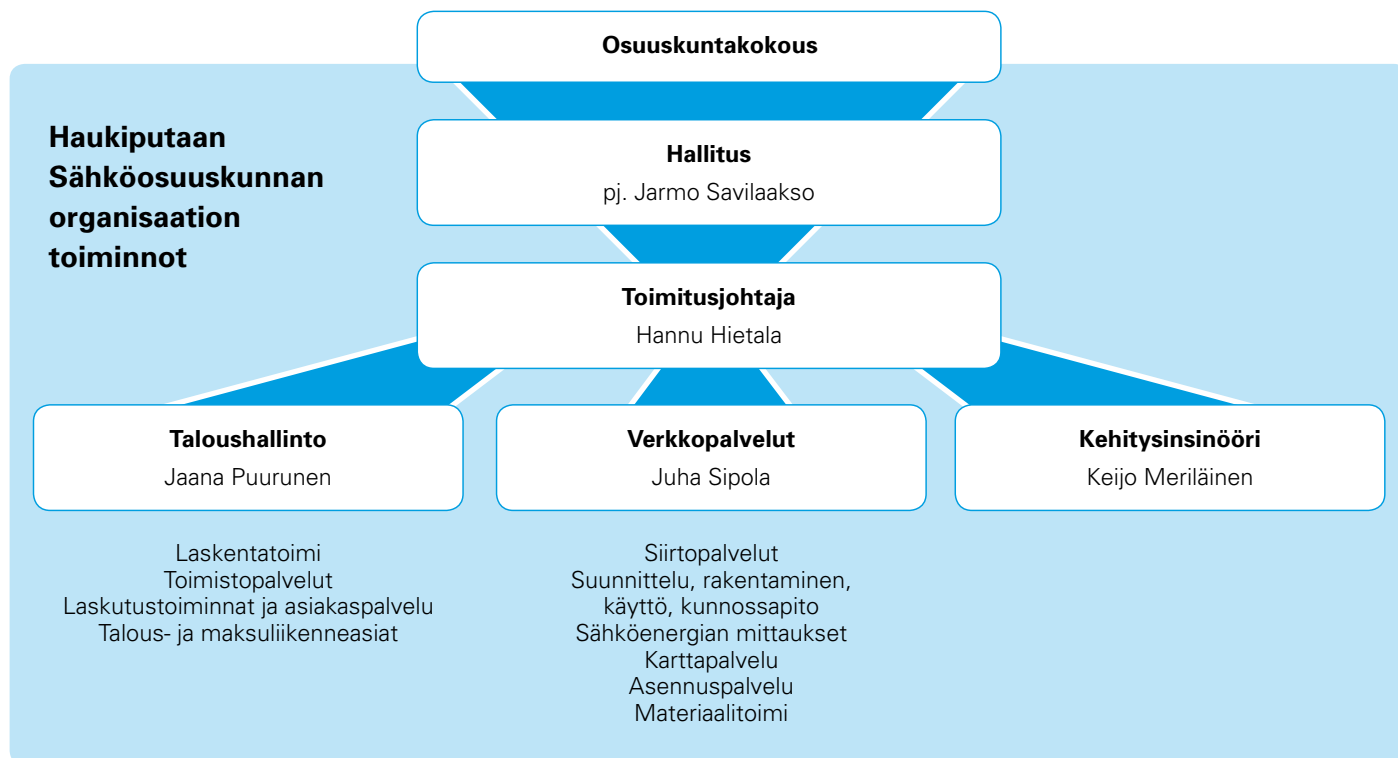 Osuuskuntakokous
Haukiputaan
Sähköosuuskunnan
organisaation
toiminnot
Hallitus
pj. Jarmo Savilaakso
Toimitusjohtaja
Hannu Hietala
Taloushallinto
Jaana Puurunen
Laskentatoimi
Toimistopalvelut
Laskutustoiminnat ja asiakaspalvelu
Talous- ja maksuliikenneasiat
Verkkopalvelut
Juha Sipola
Siirtopalvelut
Suunnittelu, rakentaminen,
käyttö, kunnossapito
Sähköenergian mittaukset
Karttapalvelu
Asennuspalvelu
Materiaalitoimi
Kehitysinsinööri
Keijo Meriläinen